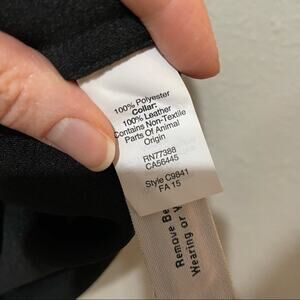 100% Polyester
Collar:
100% Leather
Contains Non-Textile
Parts Of Animal
Origin
RN77388
CA56445
Style C9841
FA 15
Remove Be
Wearing or